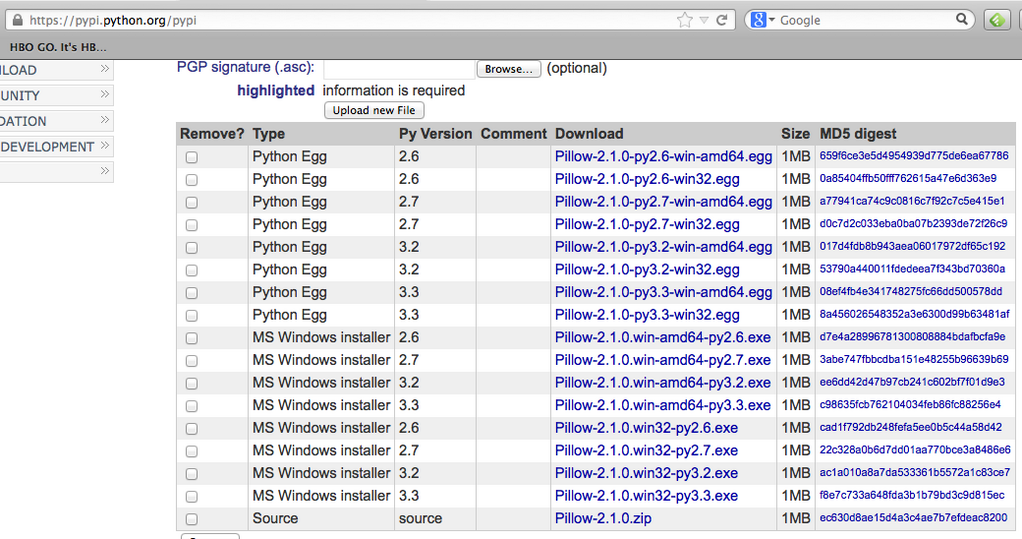 https://pypi.python.org/pypi
Google
HBO GO. It's HB...
LOAD
PGP signature (.asc): Browse... (optional)
UNITY
highlighted information is required
Upload new File
DATION
DEVELOPMENT
Remove? Type Py Version Comment Download Size MD5 digest
Python Egg 2.6 Pillow-2.1.0-py2.6-win-amd64.egg 1MB 659f6ce3e5d4954939d775de6ea67786
Python Egg 2.6 Pillow-2.1.0-py2.6-win32.egg 1MB 0a85404ffb50fff762615a47e6d363e9
Python Egg 2.7 Pillow-2.1.0-py2.7-win-amd64.egg 1MB a77941ca74c9c0816c7f92c7c5e415e1
Python Egg 2.7 Pillow-2.1.0-py2.7-win32.egg 1MB d0c7d2c033eba0ba07b2393de72f26c9
Python Egg 3.2 Pillow-2.1.0-py3.2-win-amd64.egg 1MB 017d4fdb8b943aea06017972df65c192
Python Egg 3.2 Pillow-2.1.0-py3.2-win32.egg 1MB 53790a440011fdedeea7f343bd70360a
Python Egg 3.3 Pillow-2.1.0-py3.3-win-amd64.egg 1MB 08ef4fb4e341748275fc66dd500578dd
Python Egg 3.3 Pillow-2.1.0-py3.3-win32.egg 1MB 8a456026548352a3e6300d99b63481af
MS Windows installer 2.6 Pillow-2.1.0.win-amd64-py2.6.exe 1MB d7e4a28996781300808884bdafbcfa9e
MS Windows installer 2.7 Pillow-2.1.0.win-amd64-py2.7.exe 1MB 3abe747fbbcdba151e48255b96639b69
MS Windows installer 3.2 Pillow-2.1.0.win-amd64-py3.2.exe 1MB ee6dd42d47b97cb241c602bf7f01d9e3
MS Windows installer 3.3 Pillow-2.1.0.win-amd64-py3.3.exe 1MB c98635fcb762104034feb86fc88256e4
MS Windows installer 2.6 Pillow-2.1.0.win32-py2.6.exe 1MB cad1f792db248fefa5ee0b5c44a58d42
MS Windows installer 2.7 Pillow-2.1.0.win32-py2.7.exe 1MB 22c328a0b6d7dd01aa770bce3a8486e6
MS Windows installer 3.2 Pillow-2.1.0.win32-py3.2.exe 1MB ac1a010a8a7da533361b5572a1c83ce7
MS Windows installer 3.3 Pillow-2.1.0.win32-py3.3.exe 1MB f8e7c733a648fda3b1b79bd3c9d815ec
Source source Pillow-2.1.0.zip 1MB ec630d8ae15d4a3c4ae7b7efdeac8200